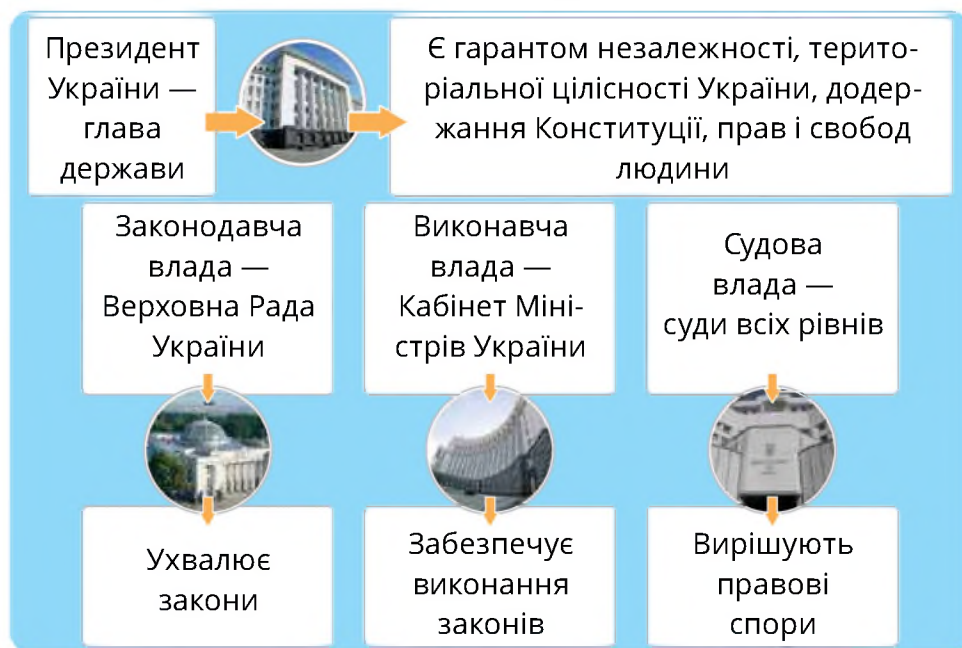 Президент
України —
глава
держави
Є гарантом незалежності, терито-
ріальної цілісності України, додер-
жання Конституції, прав і свобод
людини
Законодавча
влада —
Верховна Рада
України
Виконавча
влада —
Кабінет Міні-
стрів України
Судова
влада —
суди всіх рівнів
Ухвалює
закони
Забезпечує
виконання
законів
Вирішують
правові
спори